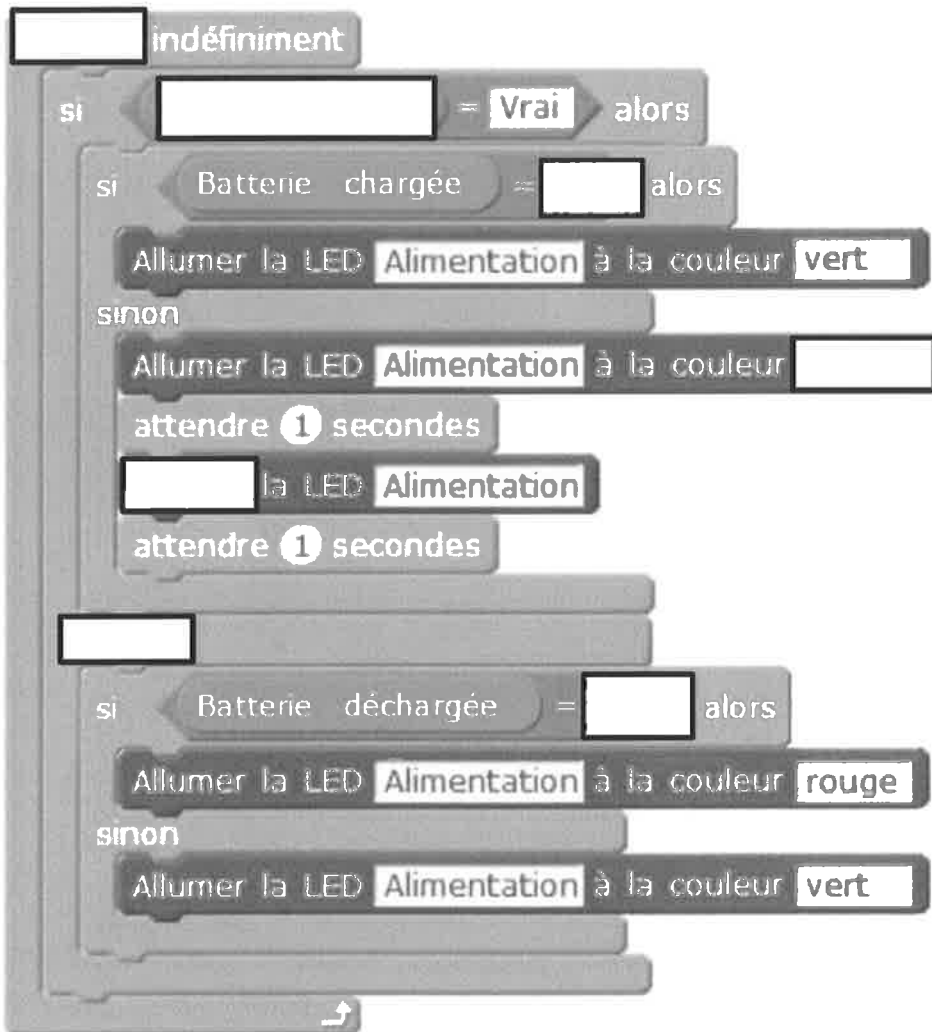 indéfiniment
si = Vrai alors
si Batterie chargée = alors
Allumer la LED Alimentation à la couleur vert
sinon
Allumer la LED Alimentation à la couleur
attendre 1 secondes
la LED Alimentation
attendre 1 secondes
si Batterie déchargée = alors
Allumer la LED Alimentation à la couleur rouge
sinon
Allumer la LED Alimentation à la couleur vert